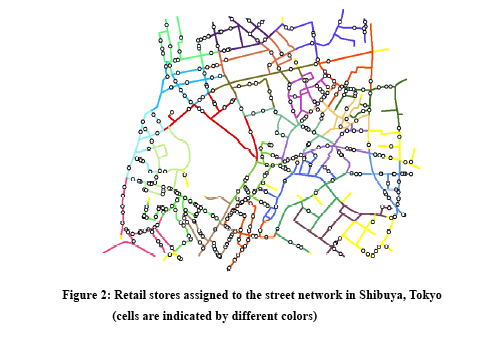 Figure 2: Retail stores assigned to the street network in Shibuya, Tokyo
(cells are indicated by different colors)